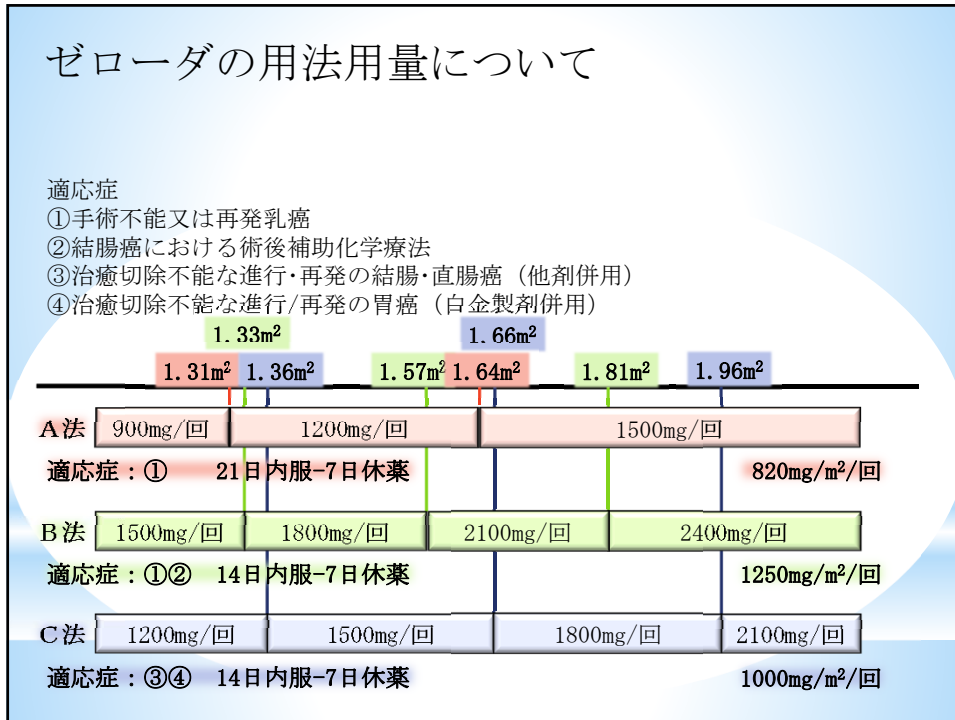 ゼローダの用法用量について
適応症
①手術不能又は再発乳癌
②結腸癌における術後補助化学療法
③治癒切除不能な進行･再発の結腸･直腸癌（他剤併用）
④治癒切除不能な進行/再発の胃癌（白金製剤併用）
1.33m² 1.66m²
1.31m² 1.36m² 1.57m² 1.64m² 1.81m² 1.96m²
A法 900mg/回 1200mg/回 1500mg/回
適応症：① 21日内服-7日休薬 820mg/m²/回
B法 1500mg/回 1800mg/回 2100mg/回 2400mg/回
適応症：①② 14日内服-7日休薬 1250mg/m²/回
C法 1200mg/回 1500mg/回 1800mg/回 2100mg/回
適応症：③④ 14日内服-7日休薬 1000mg/m²/回